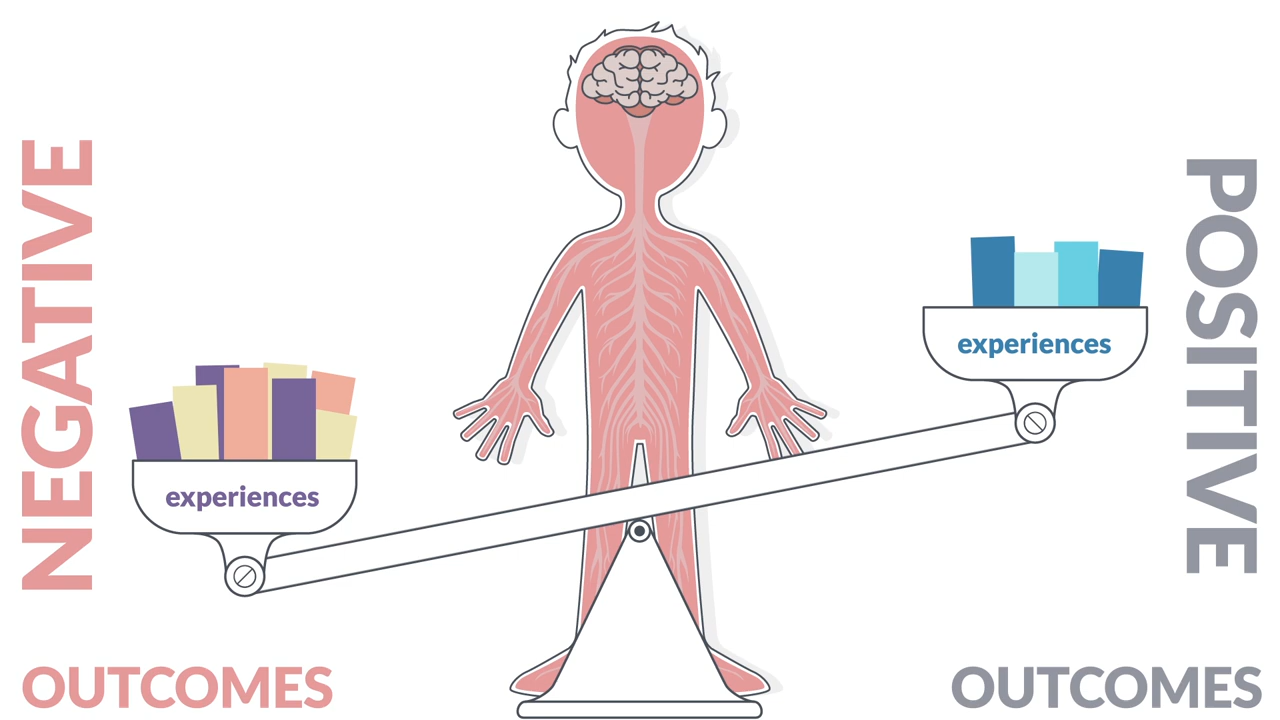 NEGATIVE
OUTCOMES
experiences
experiences
POSITIVE
OUTCOMES